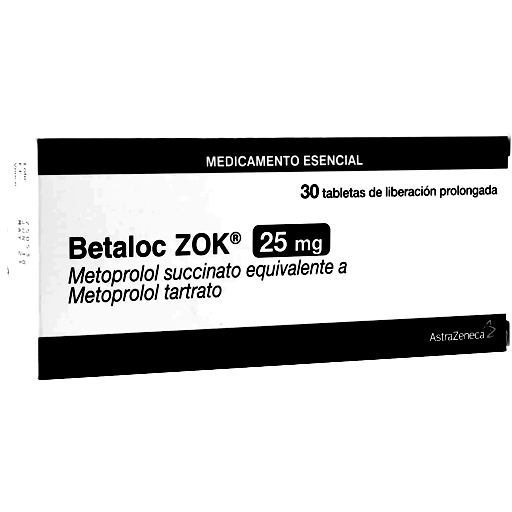 MEDICAMENTO ESENCIAL
30 tabletas de liberación prolongada
Betaloc ZOK® 25 mg
Metoprolol succinato equivalente a
Metoprolol tartrato
AstraZeneca